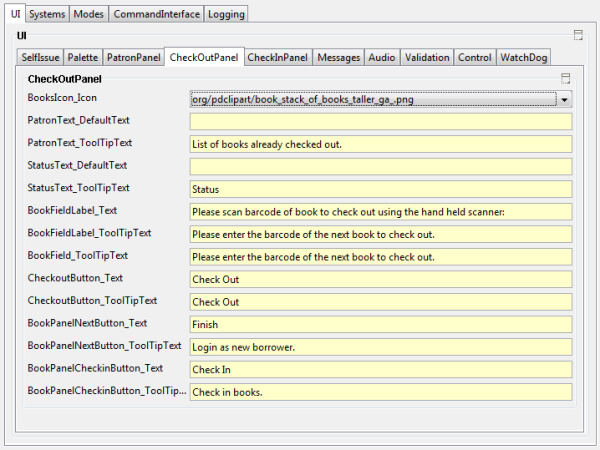 UI Systems Modes CommandInterface Logging
UI
SelfIssue Palette PatronPanel CheckOutPanel CheckInPanel Messages Audio Validation Control WatchDog
CheckOutPanel
BooksIcon_Icon org/pdclipart/book_stack_of_books_taller_ga_.png
PatronText_DefaultText
PatronText_ToolTipText List of books already checked out.
StatusText_DefaultText
StatusText_ToolTipText Status
BookFieldLabel_Text Please scan barcode of book to check out using the hand held scanner:
BookFieldLabel_ToolTipText Please enter the barcode of the next book to check out.
BookField_ToolTipText Please enter the barcode of the next book to check out.
CheckoutButton_Text Check Out
CheckoutButton_ToolTipText Check Out
BookPanelNextButton_Text Finish
BookPanelNextButton_ToolTipText Login as new borrower.
BookPanelCheckinButton_Text Check In
BookPanelCheckinButton_ToolTip... Check in books.